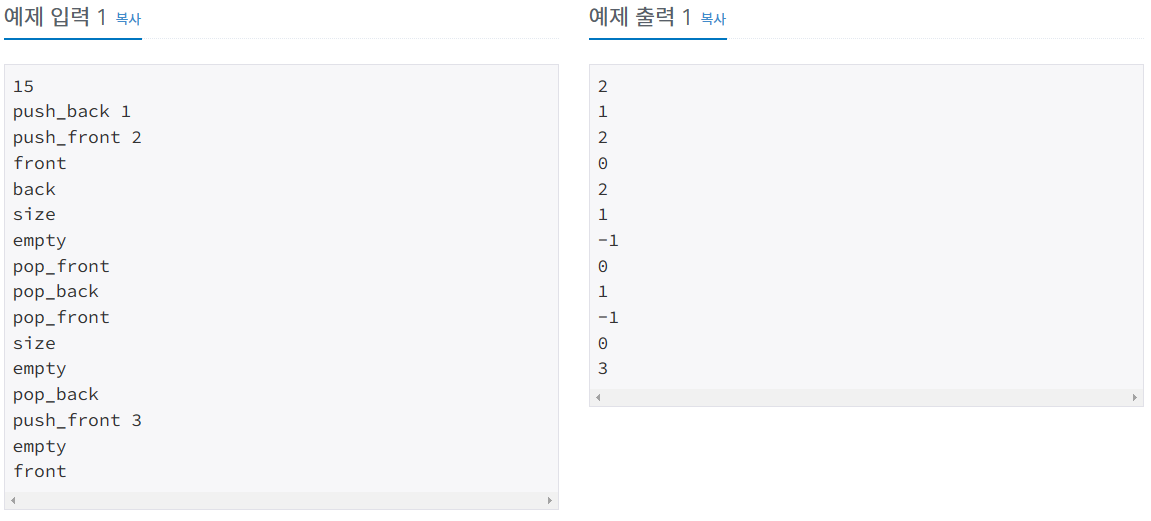 예제 입력 1 복사
15
push_back 1
push_front 2
front
back
size
empty
pop_front
pop_back
pop_front
size
empty
pop_back
push_front 3
empty
front
예제 출력 1 복사
2
1
2
0
2
1
-1
0
1
-1
0
3